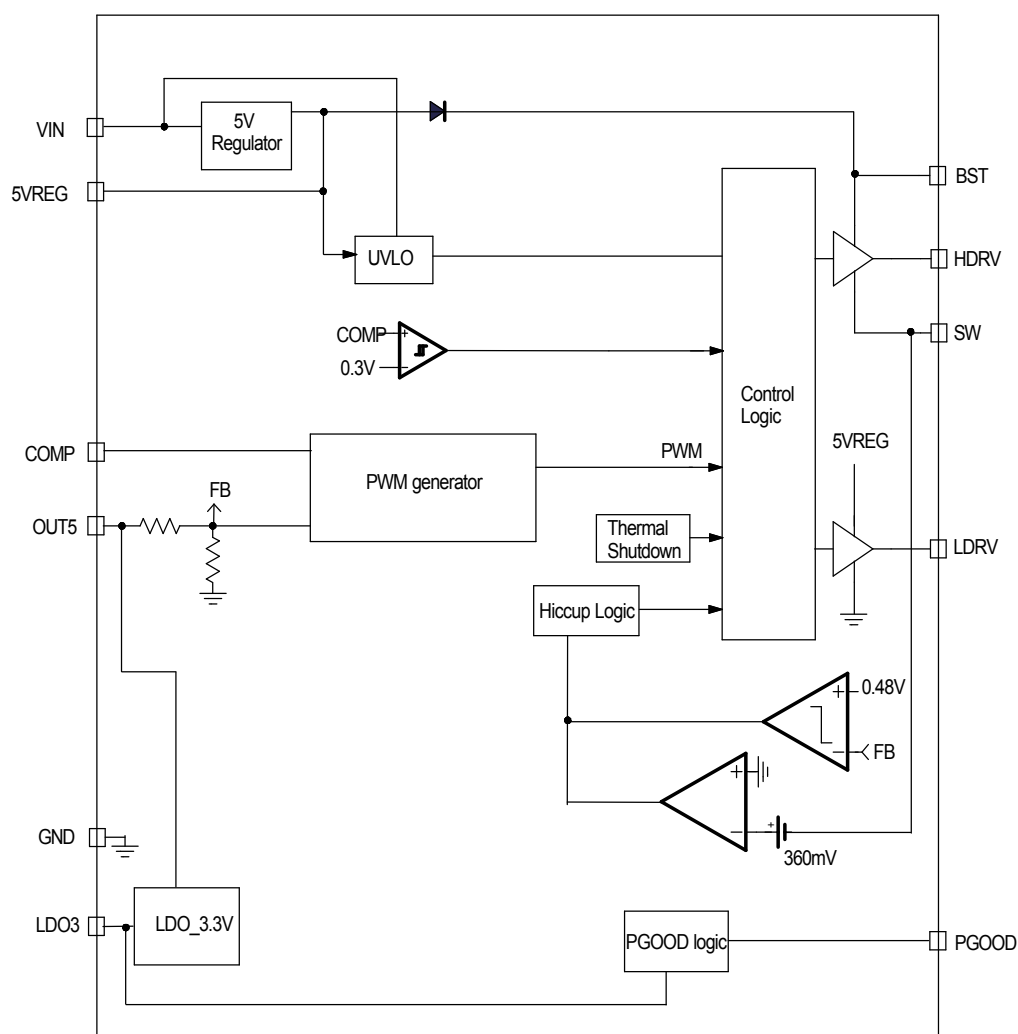 VIN
5V
Regulator
5VREG
BST
UVLO
HDRV
SW
COMP
+
0.3V
−
Control
Logic
COMP
PWM generator
PWM
5VREG
FB
OUT5
Thermal
Shutdown
LDRV
Hiccup Logic
+
0.48V
−
FB
+
−
+
360mV
GND
LDO3
LDO_3.3V
PGOOD logic
PGOOD